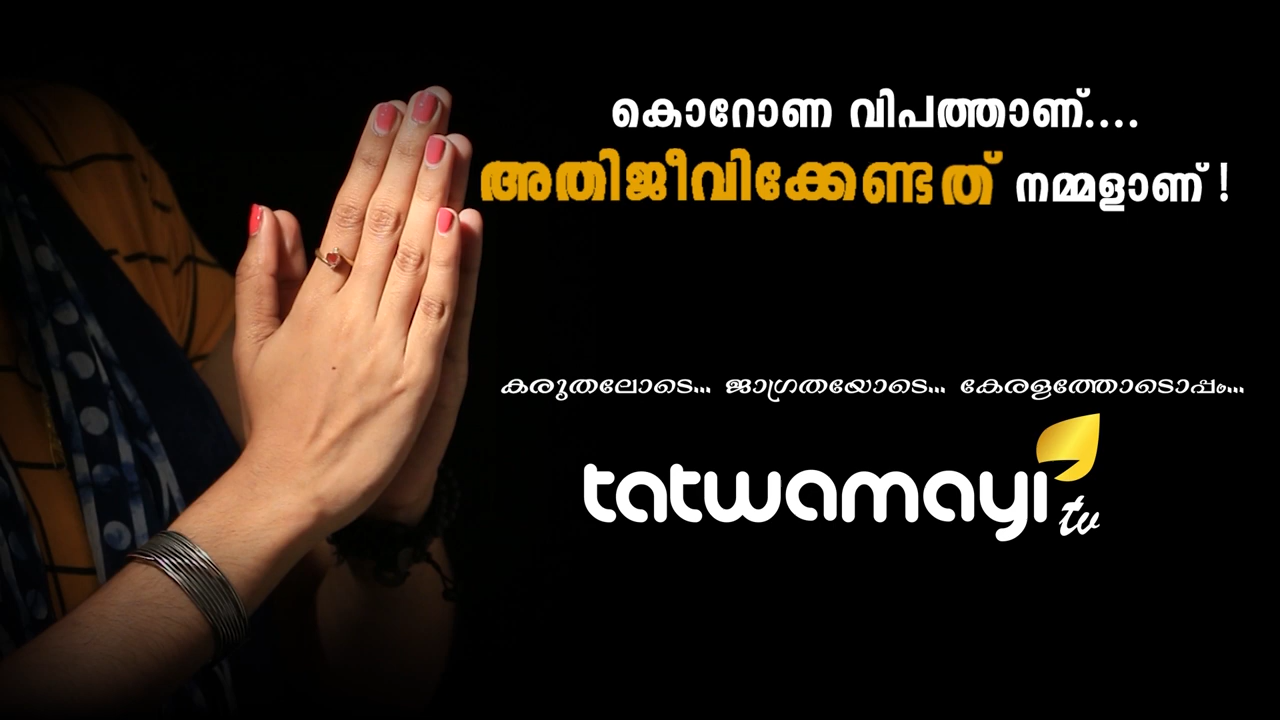 കൊറോണ വിപത്താണ്....
അതിജീവിക്കേണ്ടത് നമ്മളാണ് !
കരുതലോടെ... ജാഗ്രതയോടെ... കേരളത്തോടൊപ്പം...
tatwamayi
tv